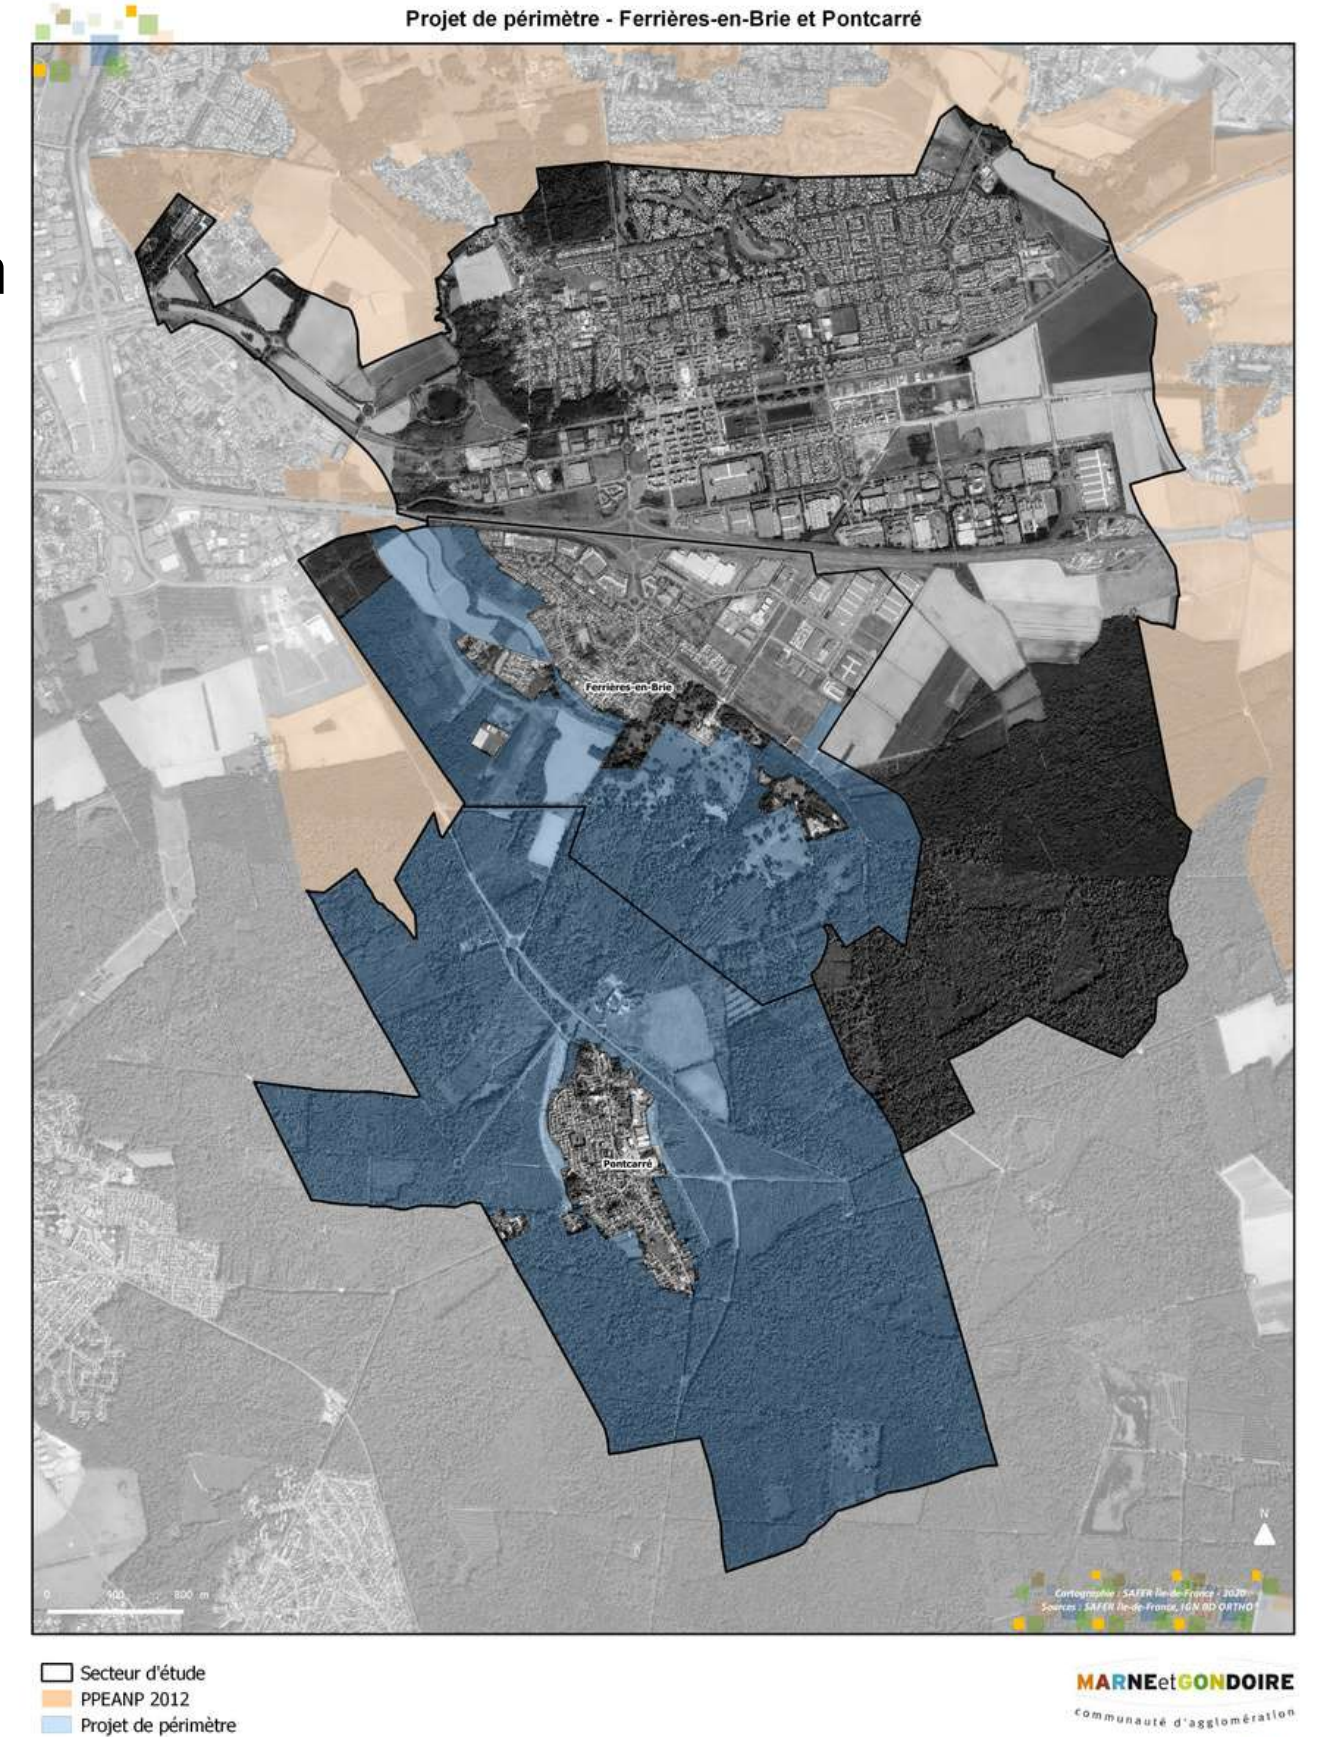 Projet de périmètre - Ferrières-en-Brie et Pontcarré
n
Ferrières-en-Brie
Pontcarré
N
0 400 800 m
Cartographie : SAFER Île-de-France - 2020
Sources : SAFER Île-de-France, IGN BD ORTHO
Secteur d'étude
PPEANP 2012
Projet de périmètre
MARNEetGONDOIRE
communauté d'agglomération